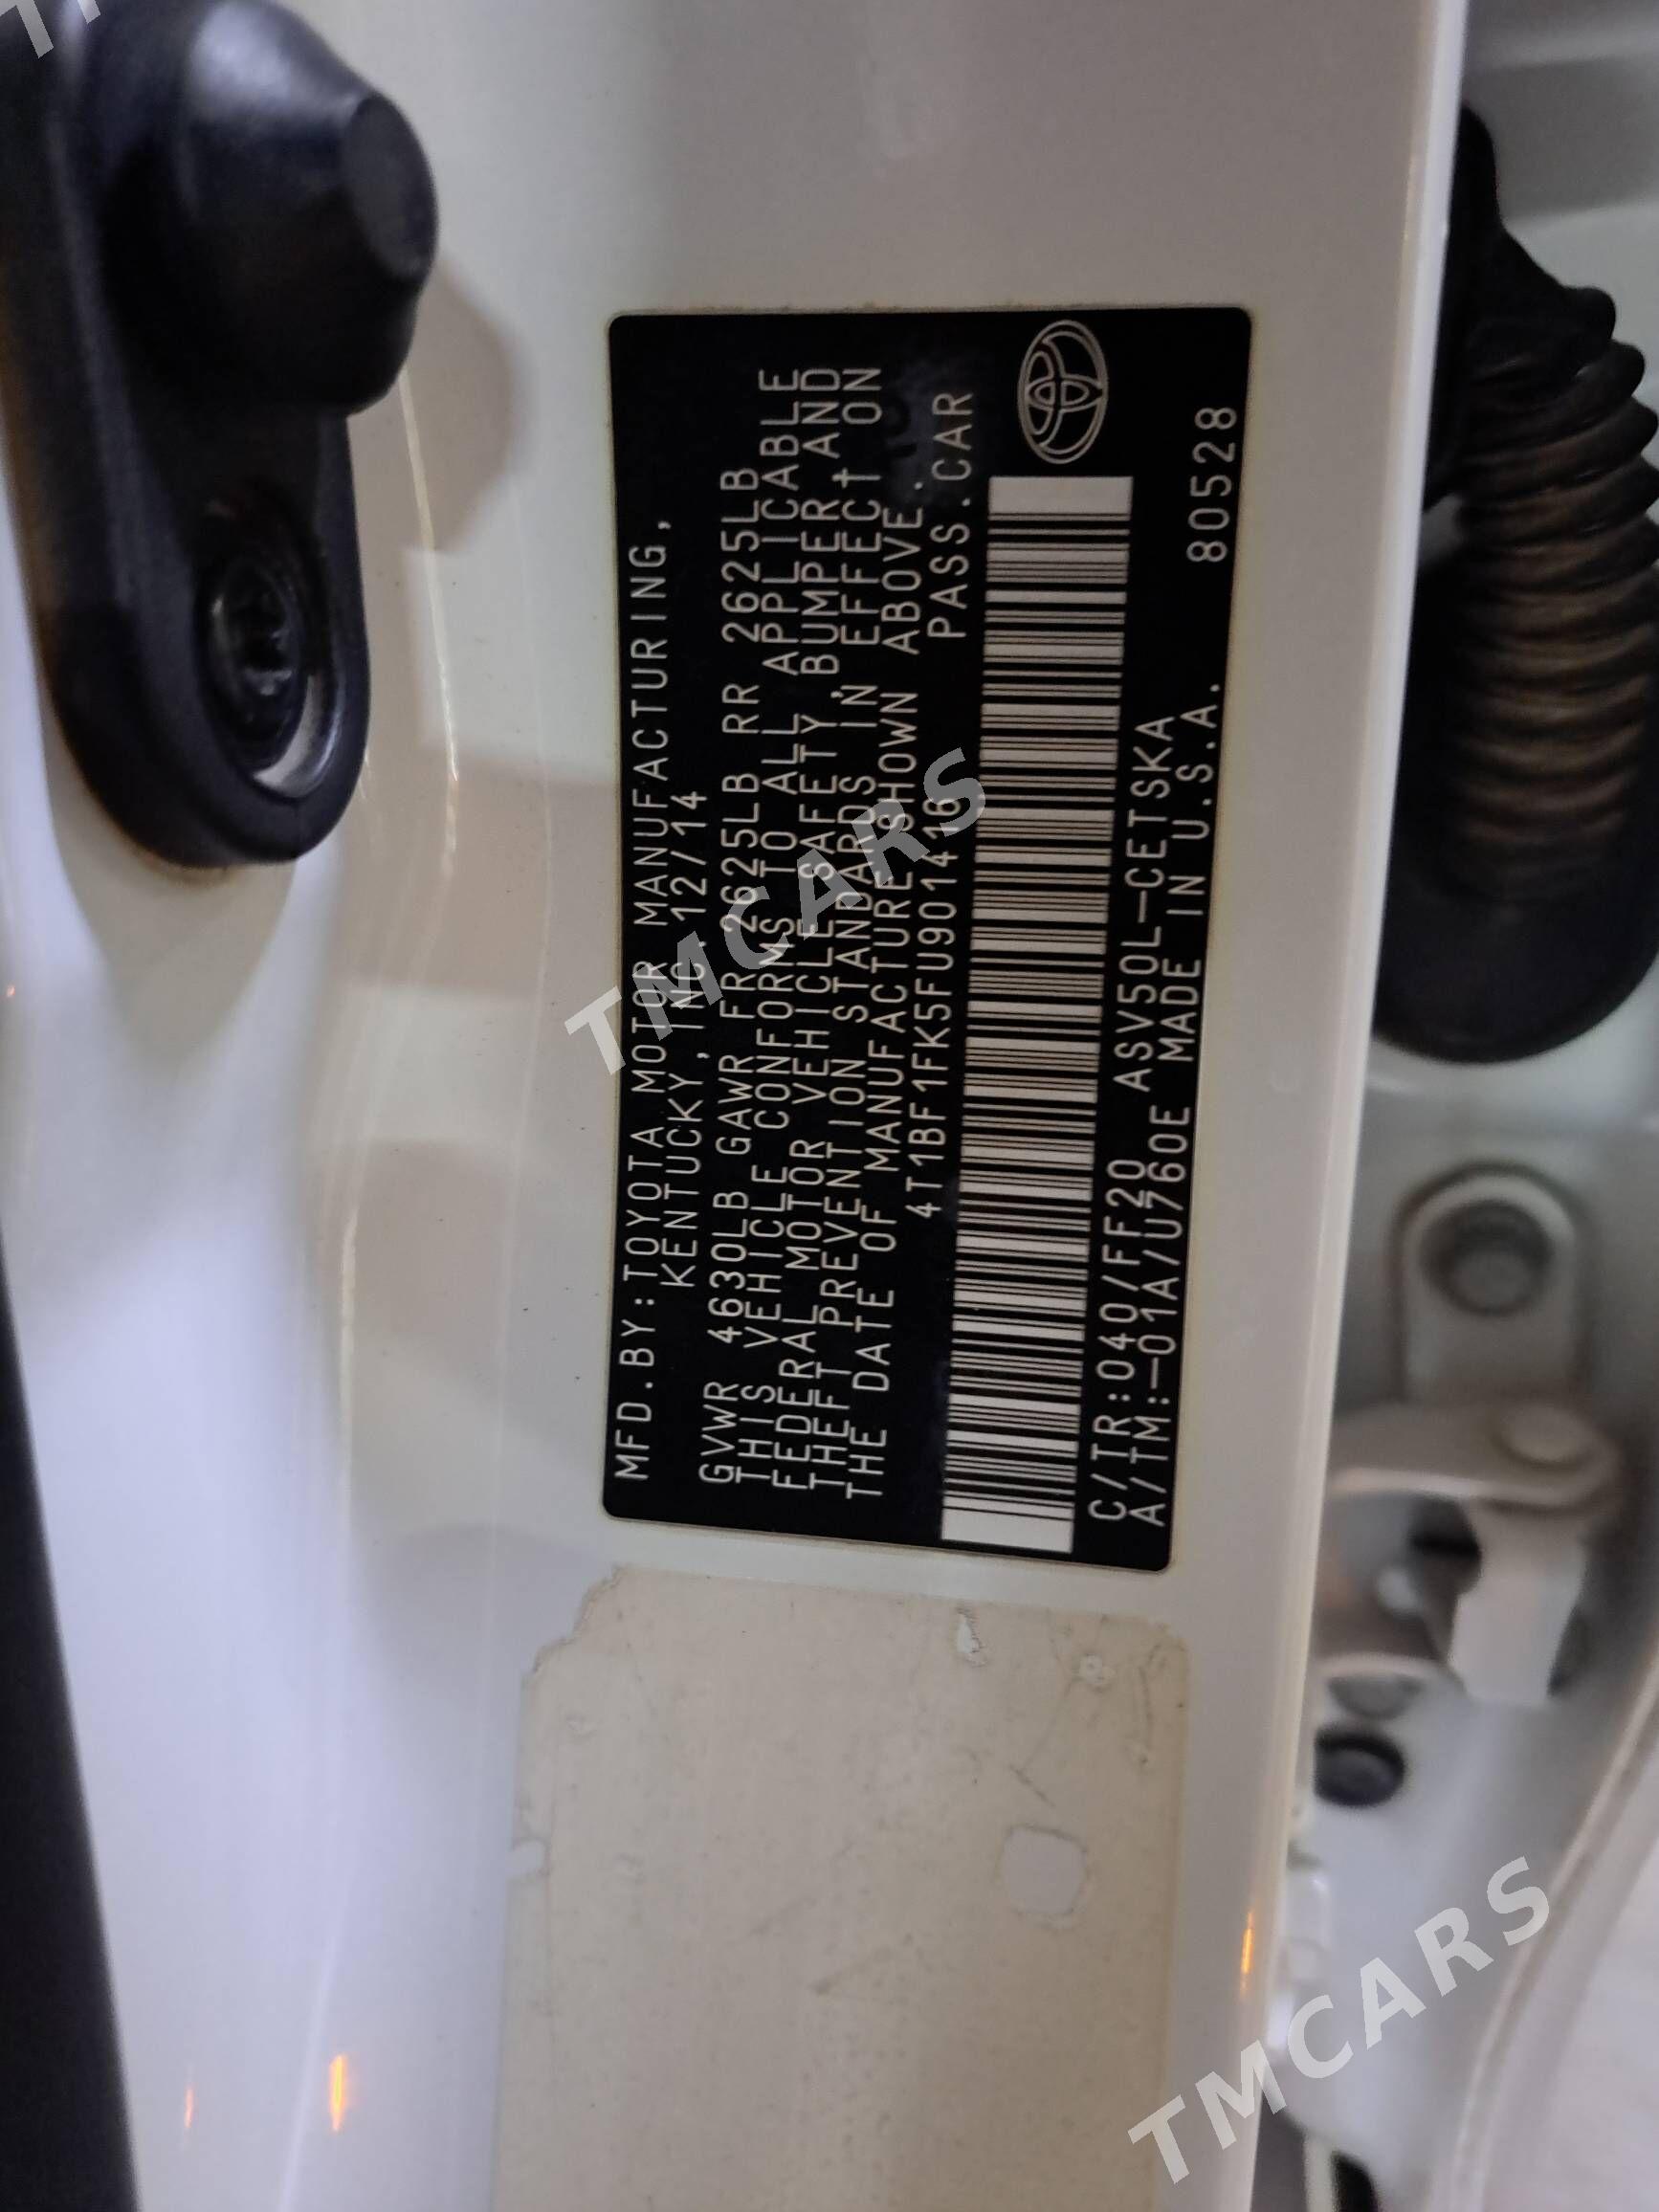 MFD.BY:TOYOTA MOTOR MANUFACTURING,
KENTUCKY, INC. 12/14
GVWR 4630LB GAWR FR 2625LB RR 2625LB
THIS VEHICLE CONFORMS TO ALL APPLICABLE
FEDERAL MOTOR VEHICLE SAFETY, BUMPER, AND
THEFT PREVENTION STANDARDS IN EFFECT ON
THE DATE OF MANUFACTURE SHOWN ABOVE.
4T1BF1FK5FU901416 PASS.CAR
C/TR:040/FF20 ASV50L-CETSKA
A/TM:-01A/U760E MADE IN U.S.A. 80528
TMCARS
TMCARS